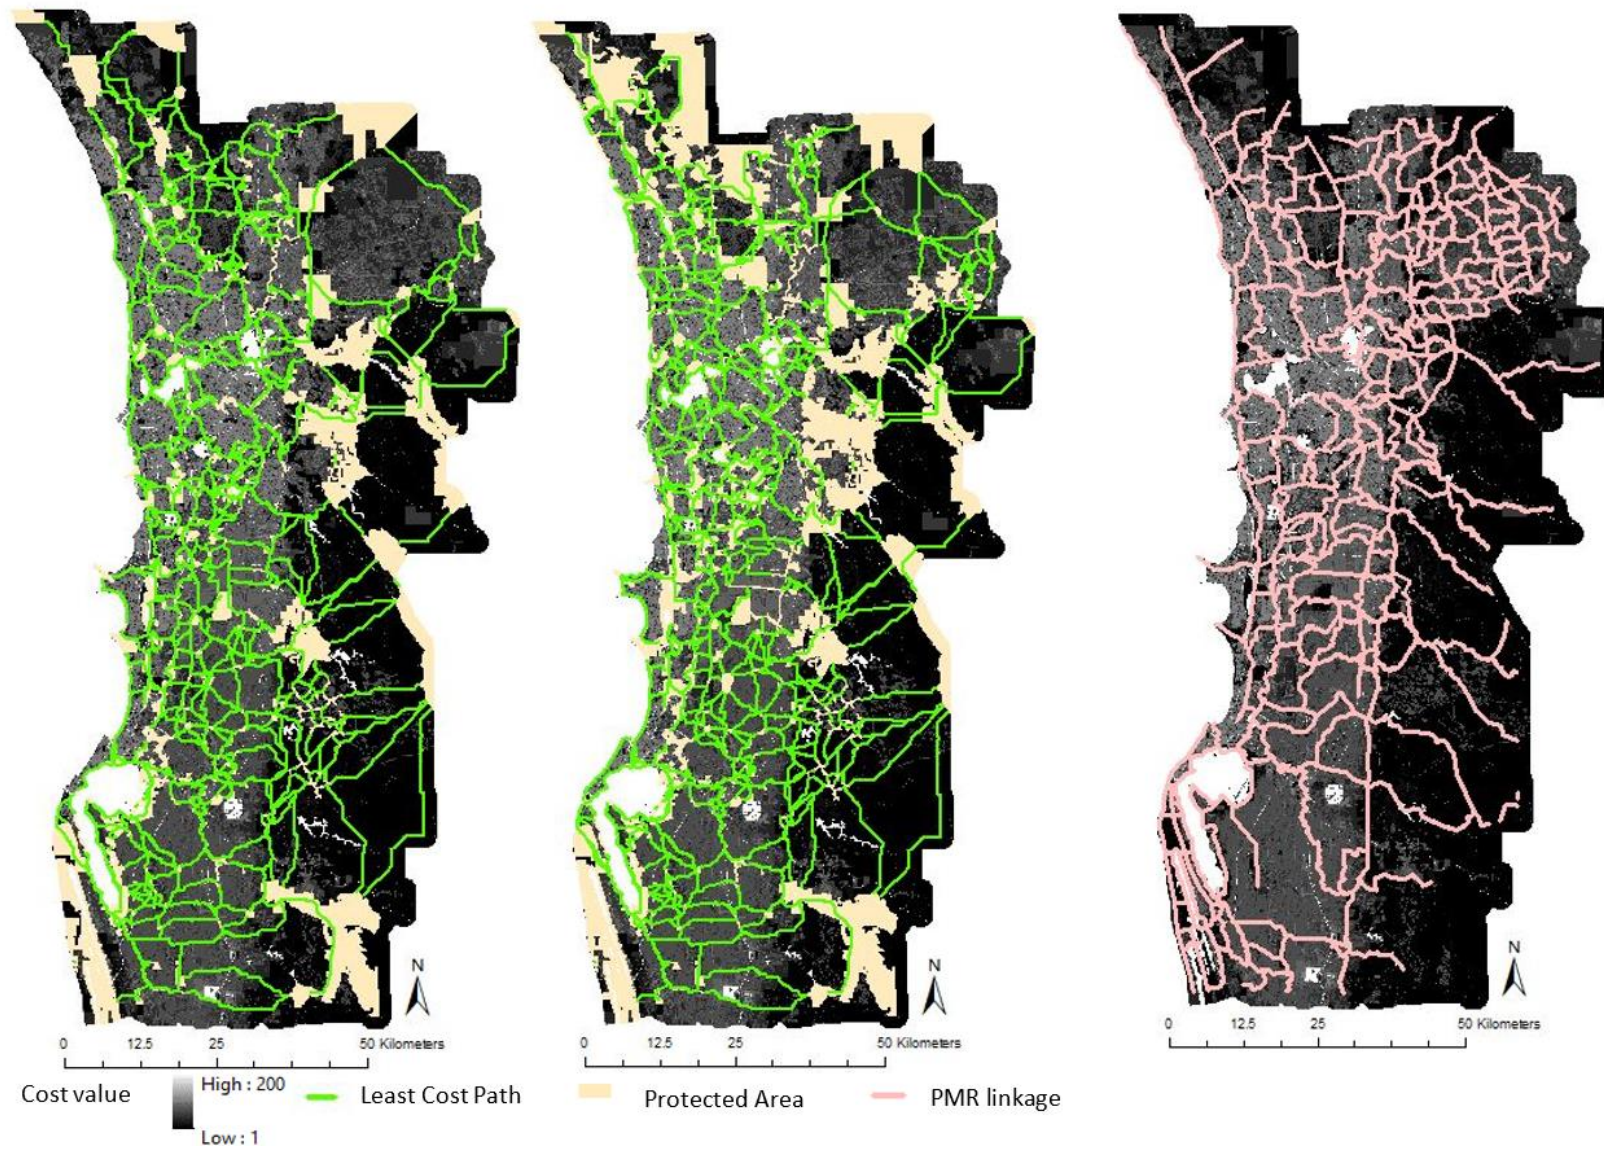 N
N
N
0 12.5 25 50 Kilometers
0 12.5 25 50 Kilometers
0 12.5 25 50 Kilometers
Cost value
High : 200
Low : 1
Least Cost Path
Protected Area
PMR linkage